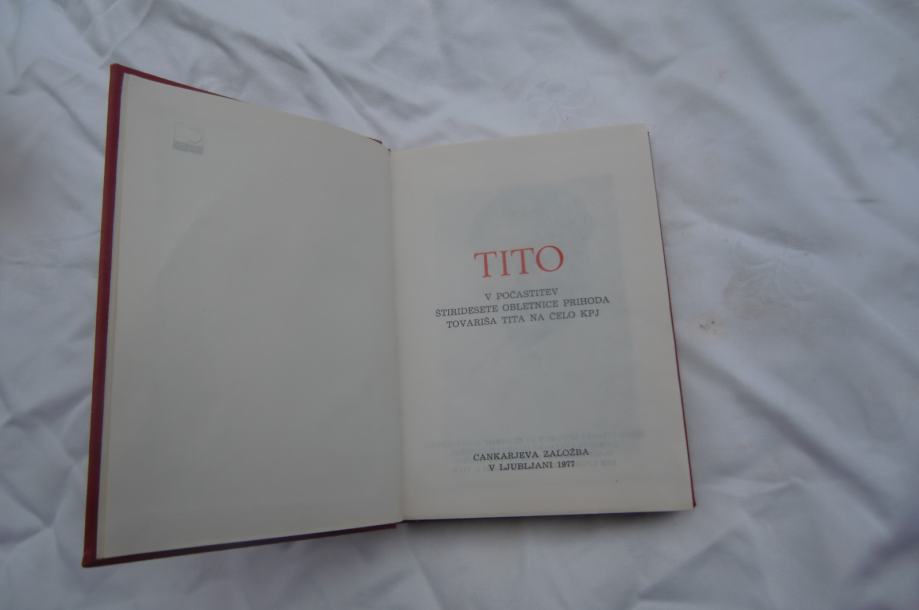 TITO
V POČASTITEV
ŠTIRIDESETE OBLETNICE PRIHODA
TOVARIŠA TITA NA ČELO KPJ
CANKARJEVA ZALOŽBA
V LJUBLJANI 1977